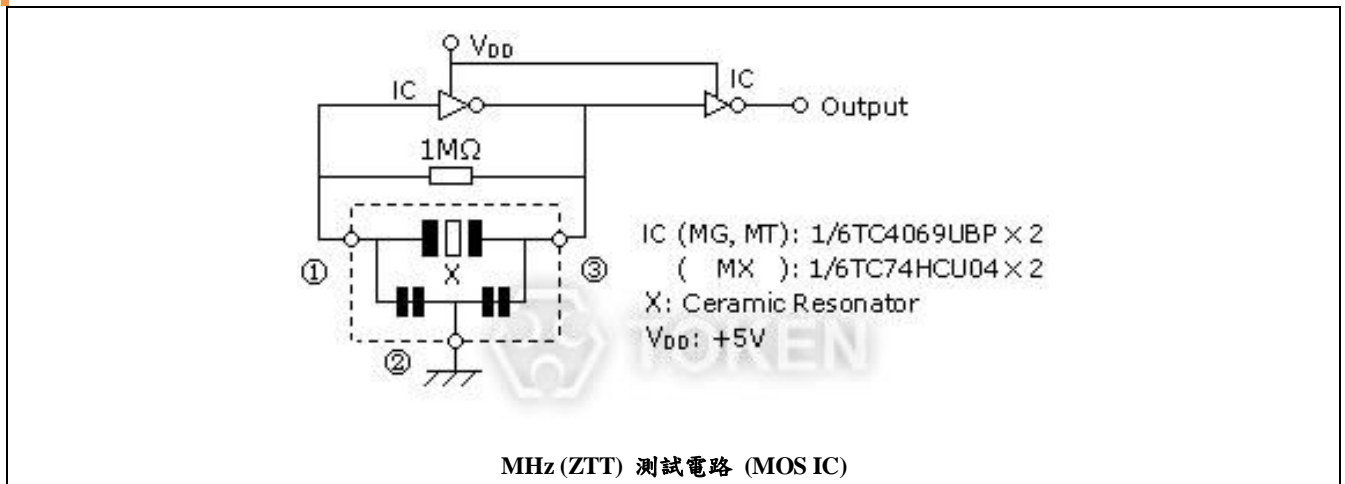 VDD
IC
IC
Output
1MΩ
IC (MG, MT): 1/6TC4069UBP×2
( MX ): 1/6TC74HCU04×2
①
X
③
X: Ceramic Resonator
VDD: +5V
②
TOKEN
MHz (ZTT) 測試電路 (MOS IC)